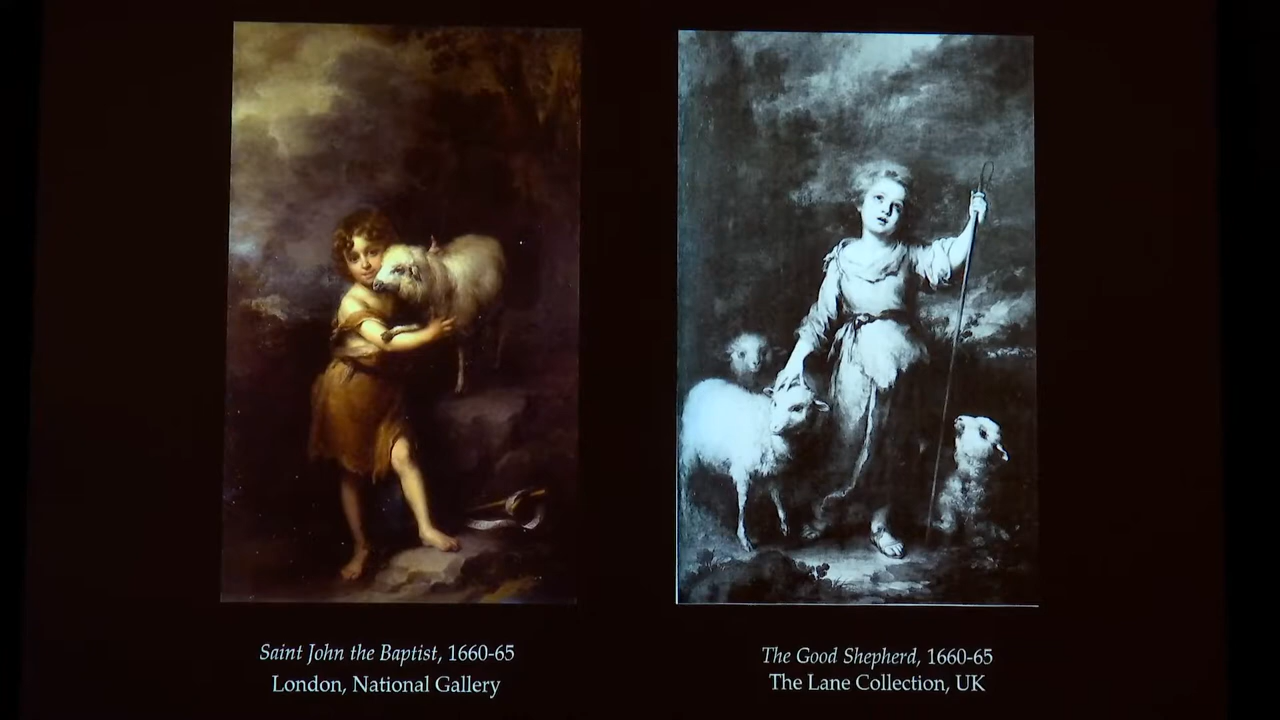 Saint John the Baptist, 1660-65
London, National Gallery
The Good Shepherd, 1660-65
The Lane Collection, UK